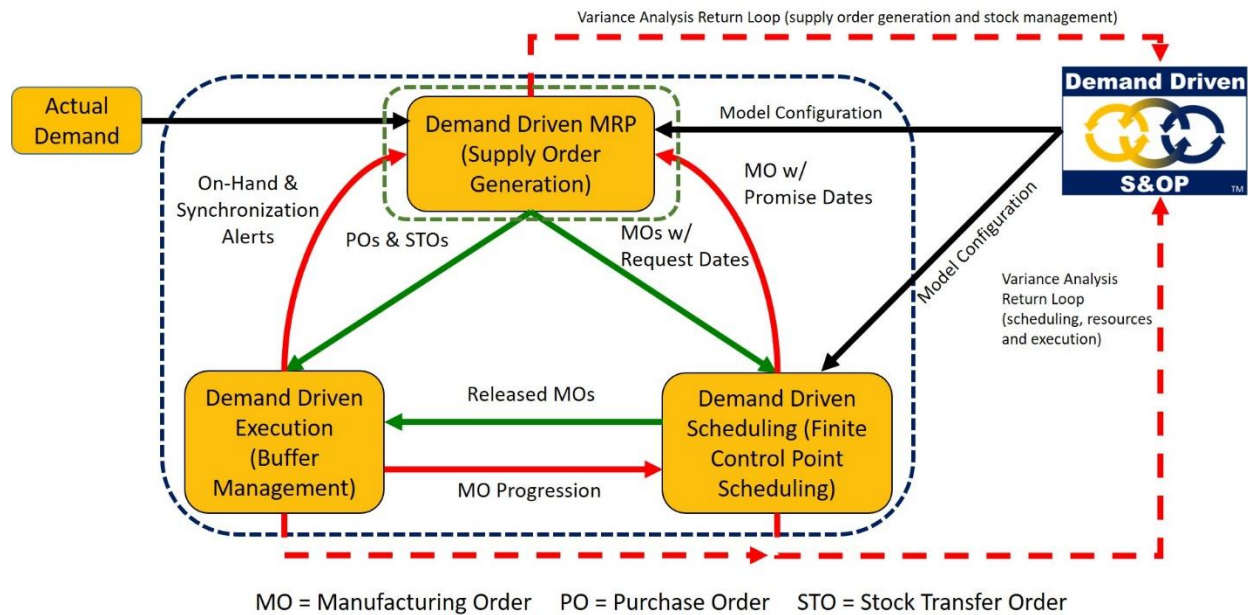 Variance Analysis Return Loop (supply order generation and stock management)
Actual
Demand
Demand Driven MRP
(Supply Order
Generation)
Model Configuration
Demand Driven
S&OP
TM
On-Hand &
Synchronization
Alerts
POs & STOs
MOs w/
Request Dates
MO w/
Promise Dates
Model Configuration
Variance Analysis
Return Loop
(scheduling, resources
and execution)
Demand Driven
Execution
(Buffer
Management)
Released MOs
MO Progression
Demand Driven
Scheduling (Finite
Control Point
Scheduling)
MO = Manufacturing Order PO = Purchase Order STO = Stock Transfer Order